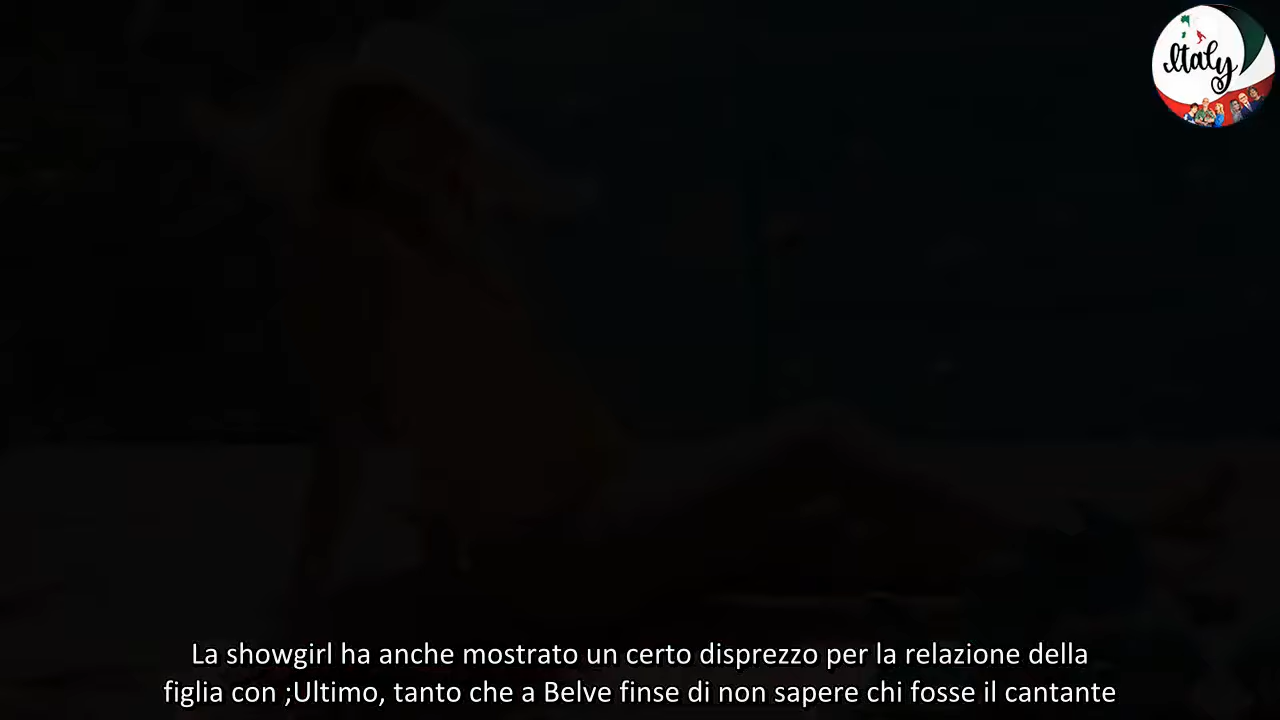 Italy
La showgirl ha anche mostrato un certo disprezzo per la relazione della
figlia con ;Ultimo, tanto che a Belve finse di non sapere chi fosse il cantante